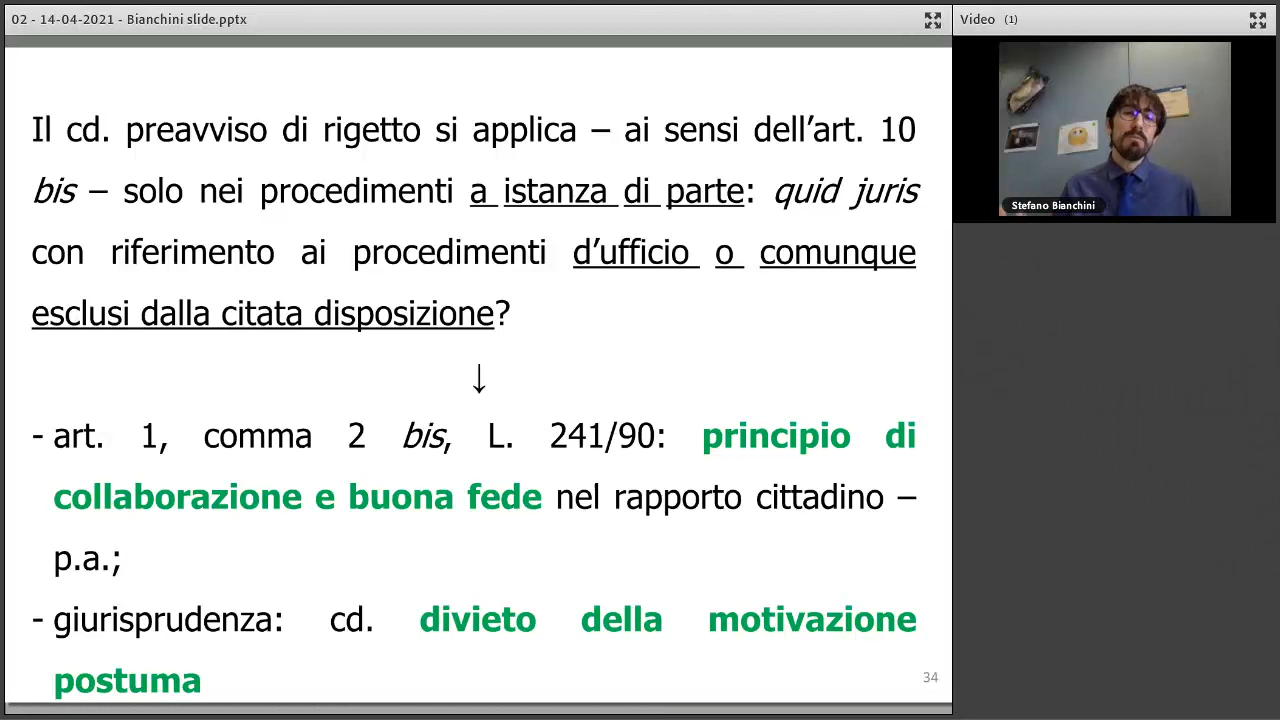 02 - 14-04-2021 - Bianchini slide.pptx
Video (1)
Il cd. preavviso di rigetto si applica – ai sensi dell’art. 10
bis – solo nei procedimenti a istanza di parte: quid juris
con riferimento ai procedimenti d’ufficio o comunque
esclusi dalla citata disposizione?
↓
- art. 1, comma 2 bis, L. 241/90: principio di
collaborazione e buona fede nel rapporto cittadino –
p.a.;
- giurisprudenza: cd. divieto della motivazione
postuma
34
Stefano Bianchini